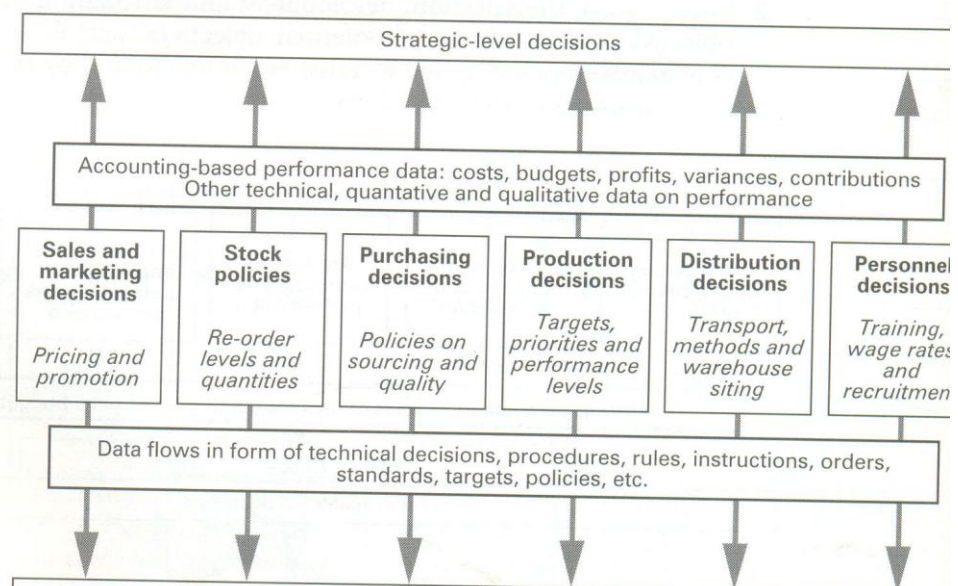 Strategic-level decisions
Accounting-based performance data: costs, budgets, profits, variances, contributions
Other technical, quantative and qualitative data on performance
Sales and
marketing
decisions
Pricing and
promotion
Stock
policies
Re-order
levels and
quantities
Purchasing
decisions
Policies on
sourcing and
quality
Production
decisions
Targets,
priorities and
performance
levels
Distribution
decisions
Transport,
methods and
warehouse
siting
Personnel
decisions
Training,
wage rates
and
recruitmen
Data flows in form of technical decisions, procedures, rules, instructions, orders,
standards, targets, policies, etc.